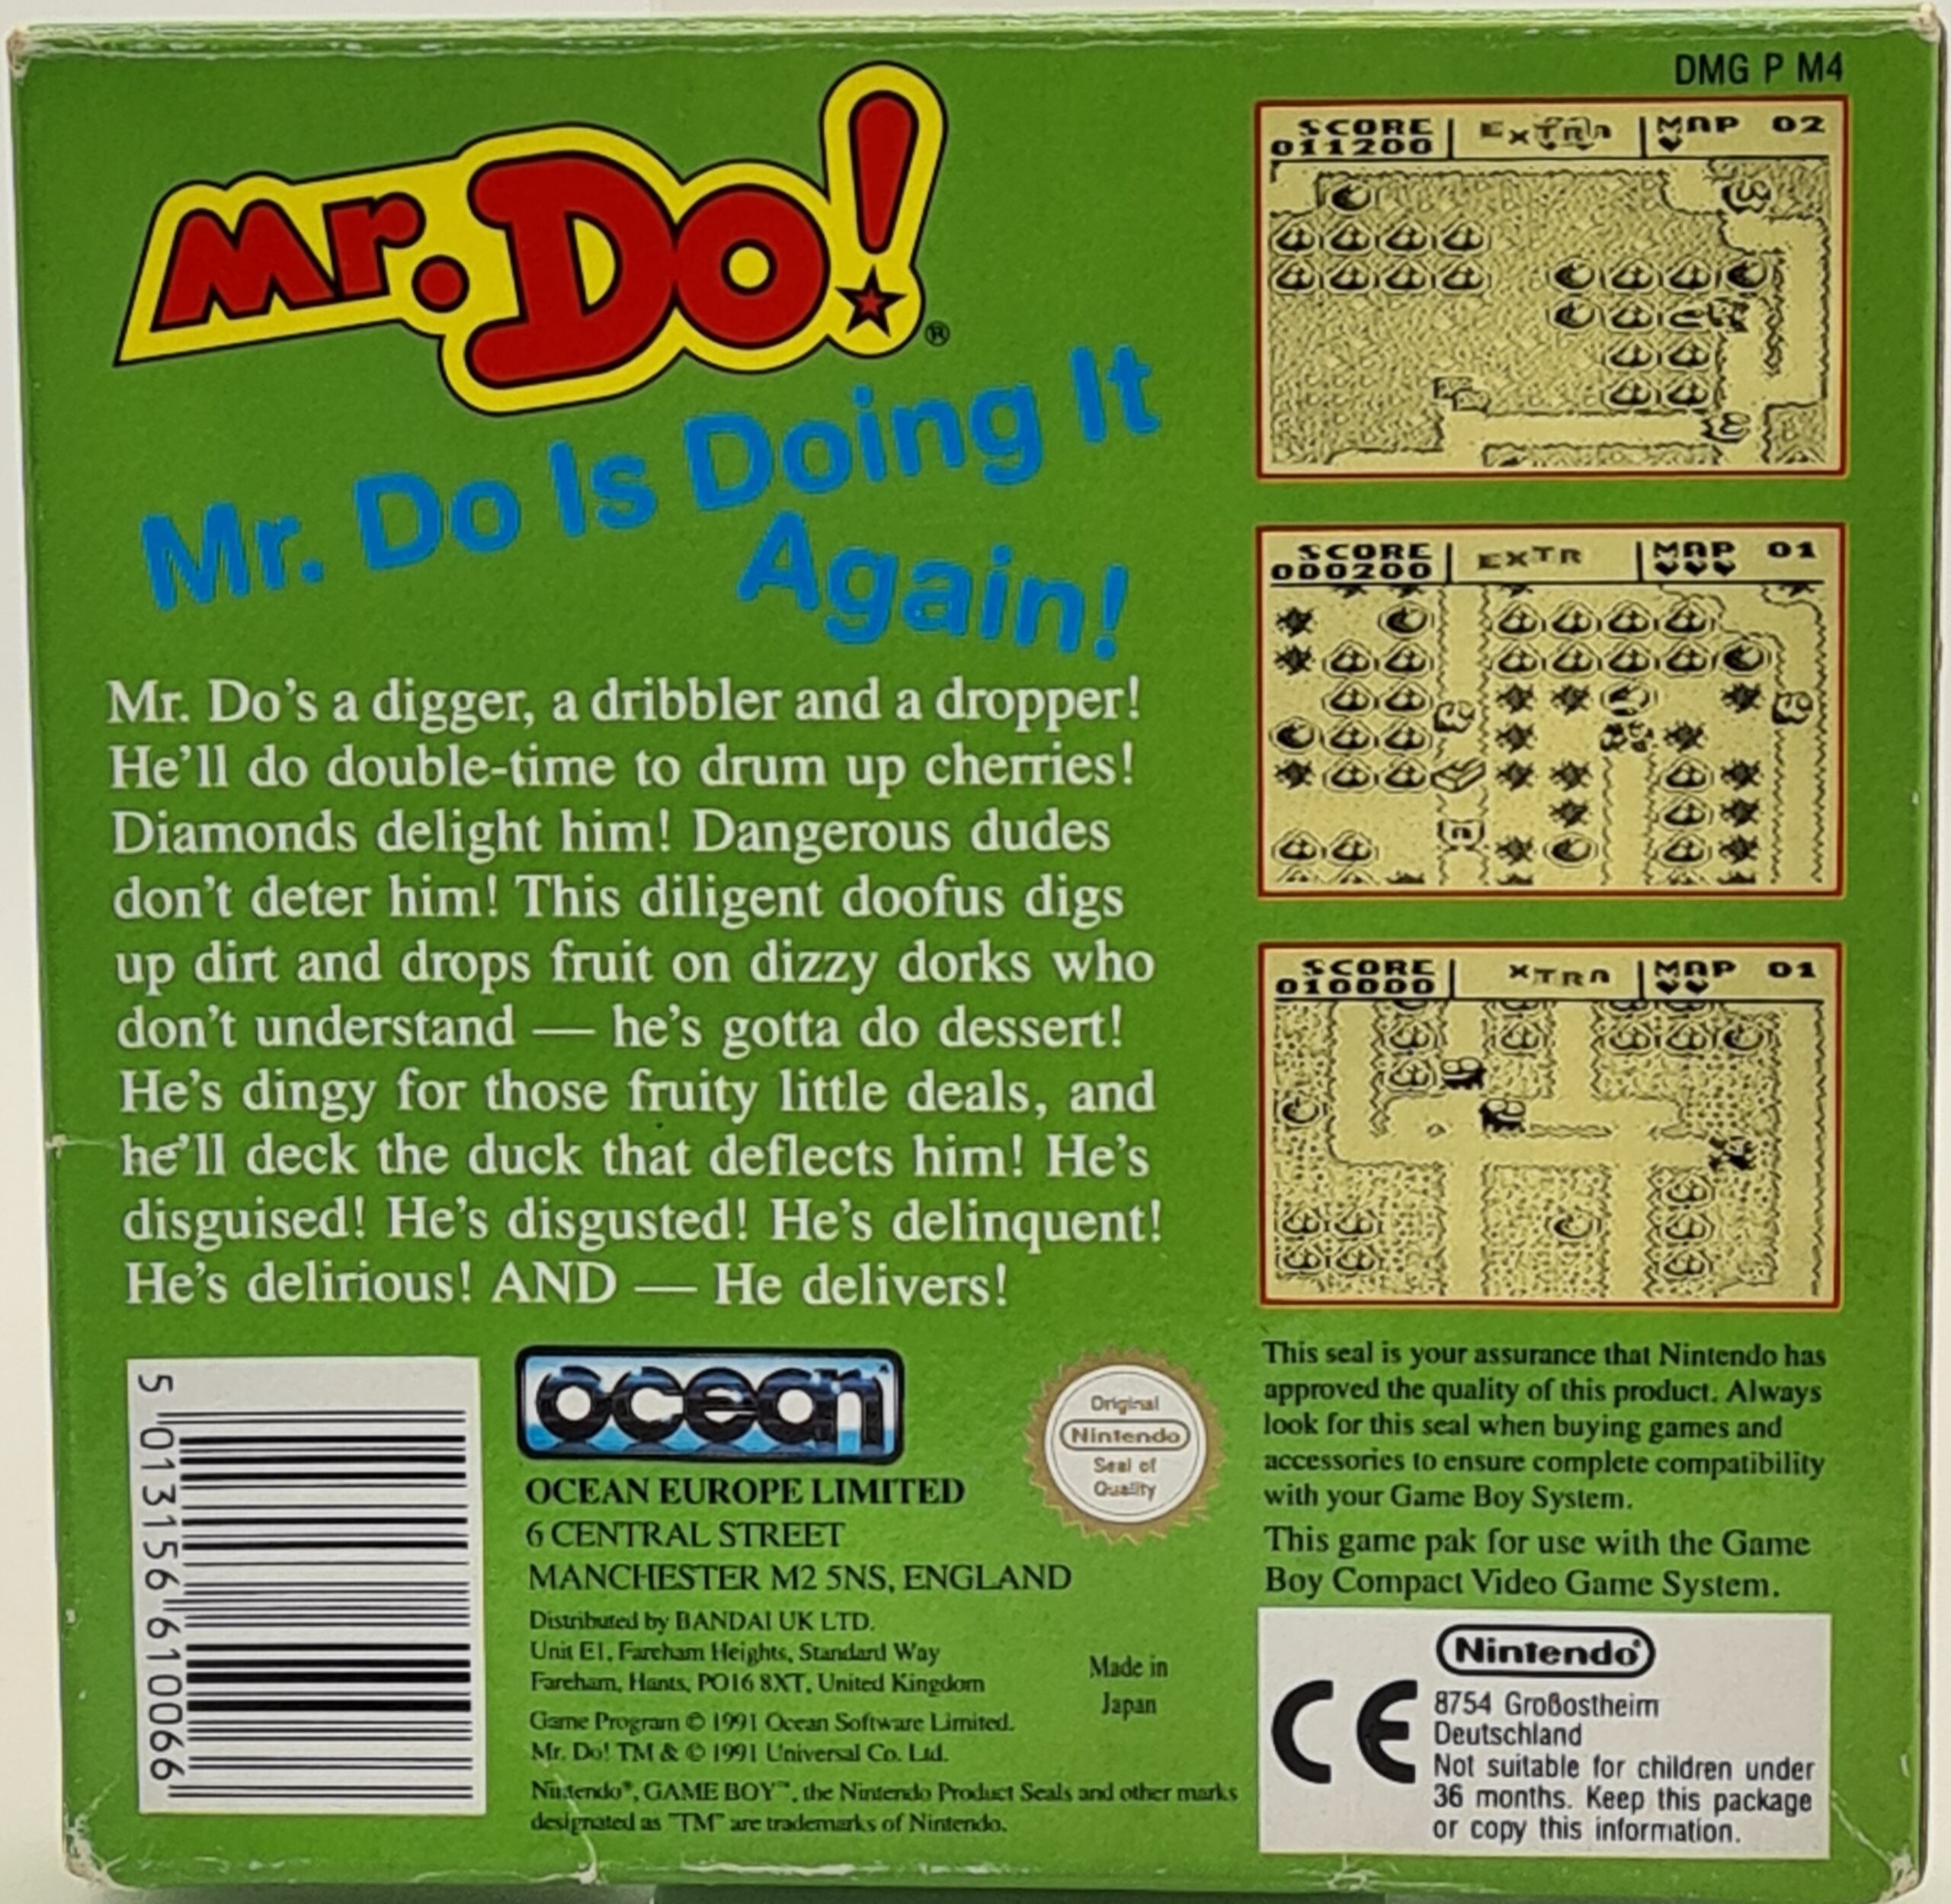 DMG P M4
Mr. Do!
®
Mr. Do Is Doing It
Again!
Mr. Do's a digger, a dribbler and a dropper!
He'll do double-time to drum up cherries!
Diamonds delight him! Dangerous dudes
don't deter him! This diligent doofus digs
up dirt and drops fruit on dizzy dorks who
don't understand — he's gotta do dessert!
He's dingy for those fruity little deals, and
he'll deck the duck that deflects him! He's
disguised! He's disgusted! He's delinquent!
He's delirious! AND — He delivers!
SCORE EXTRA MAP 02
011200
SCORE EXTR MAP 01
000200
SCORE XTRA MAP 01
010000
5 013156 610066
ocean
OCEAN EUROPE LIMITED
6 CENTRAL STREET
MANCHESTER M2 5NS, ENGLAND
Distributed by BANDAI UK LTD.
Unit E1, Fareham Heights, Standard Way
Fareham, Hants, PO16 8XT, United Kingdom
Game Program © 1991 Ocean Software Limited.
Mr. Do! TM & © 1991 Universal Co. Ltd.
Nintendo®, GAME BOY™, the Nintendo Product Seals and other marks
designated as "TM" are trademarks of Nintendo.
Original
Nintendo
Seal of
Quality
Made in
Japan
This seal is your assurance that Nintendo has
approved the quality of this product. Always
look for this seal when buying games and
accessories to ensure complete compatibility
with your Game Boy System.
This game pak for use with the Game
Boy Compact Video Game System.
Nintendo®
CE
8754 Großostheim
Deutschland
Not suitable for children under
36 months. Keep this package
or copy this information.